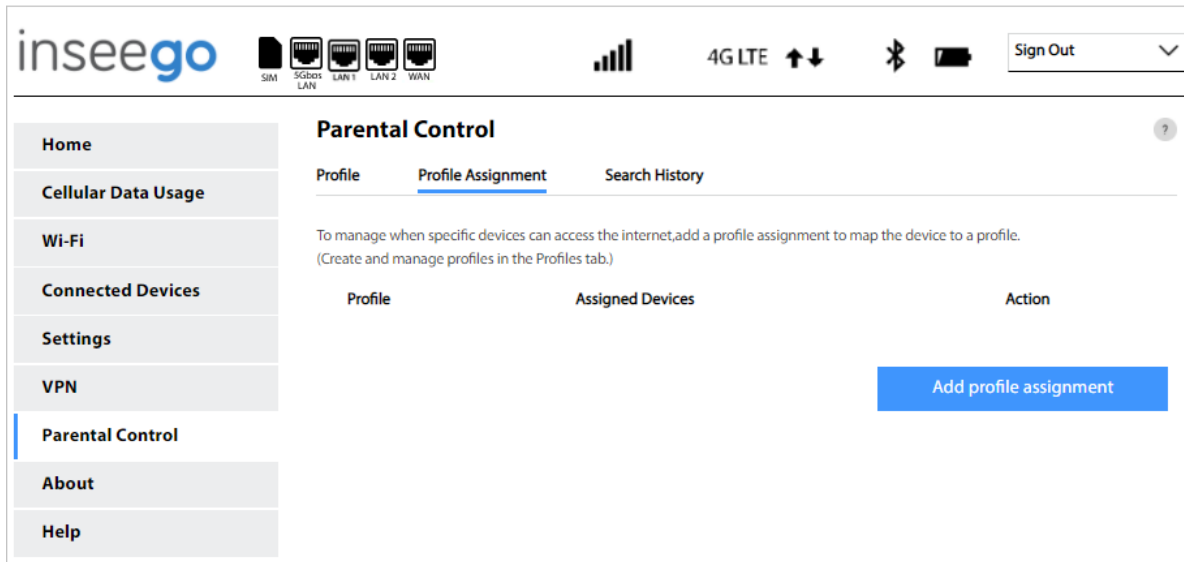 inseego
SIM
5Gbps
LAN
LAN 1
LAN 2
WAN
4G LTE
Sign Out
Home
Cellular Data Usage
Wi-Fi
Connected Devices
Settings
VPN
Parental Control
About
Help
Parental Control
?
Profile
Profile Assignment
Search History
To manage when specific devices can access the internet,add a profile assignment to map the device to a profile.
(Create and manage profiles in the Profiles tab.)
Profile
Assigned Devices
Action
Add profile assignment